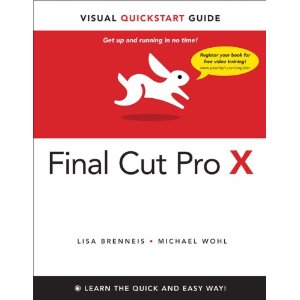 VISUAL QUICKSTART GUIDE
Get up and running in no time!
Register your book for
free video training!
Final Cut Pro X
LISA BRENNEIS • MICHAEL WOHL
LEARN THE QUICK AND EASY WAY!